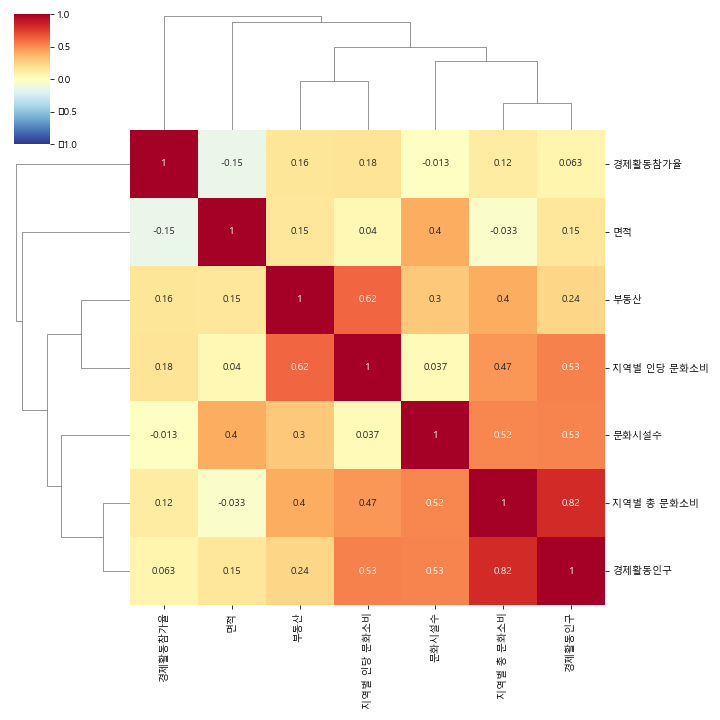 1.0
0.5
0.0
▯0.5
▯1.0
1 -0.15 0.16 0.18 -0.013 0.12 0.063 경제활동참가율
-0.15 1 0.15 0.04 0.4 -0.033 0.15 면적
0.16 0.15 1 0.62 0.3 0.4 0.24 부동산
0.18 0.04 0.62 1 0.037 0.47 0.53 지역별 인당 문화소비
-0.013 0.4 0.3 0.037 1 0.52 0.53 문화시설수
0.12 -0.033 0.4 0.47 0.52 1 0.82 지역별 총 문화소비
0.063 0.15 0.24 0.53 0.53 0.82 1 경제활동인구
경제활동참가율
면적
부동산
지역별 인당 문화소비
문화시설수
지역별 총 문화소비
경제활동인구